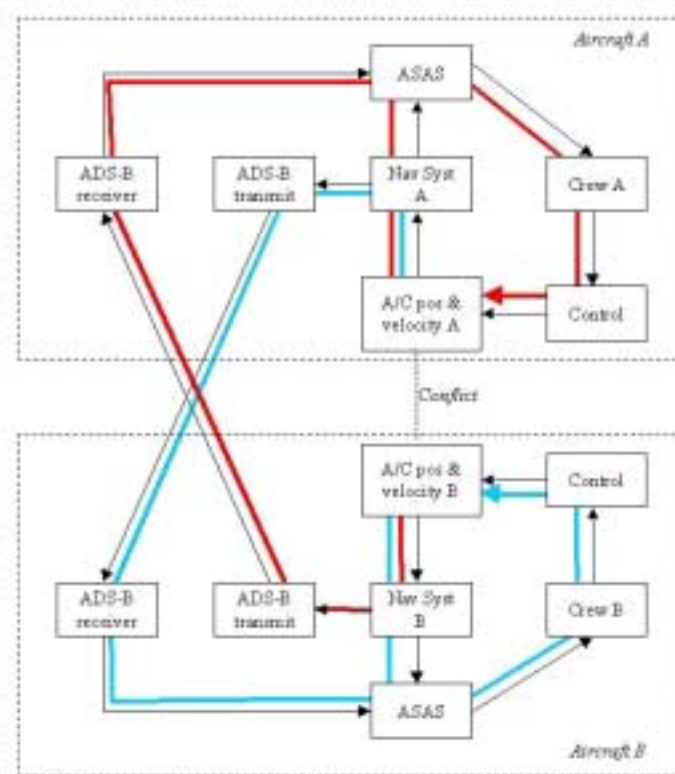 Aircraft A
ASAS
ADS-B
receiver
ADS-B
transmit
Nav Syst
A
Crew A
A/C pos &
velocity A
Control
Conflict
A/C pos &
velocity B
Control
ADS-B
receiver
ADS-B
transmit
Nav Syst
B
Crew B
ASAS
Aircraft B